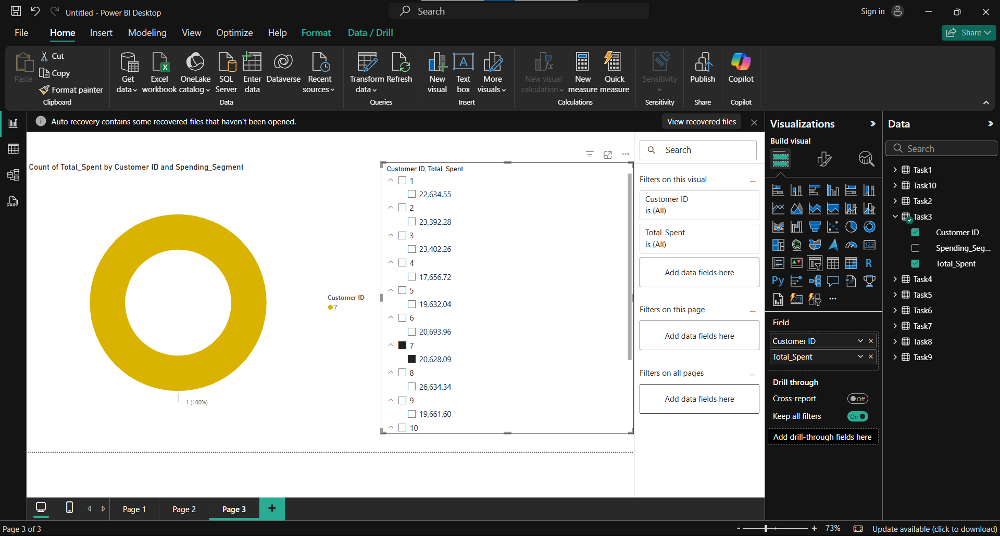 Untitled - Power BI Desktop
Search
Sign in
File
Home
Insert
Modeling
View
Optimize
Help
Format
Data / Drill
Share
Paste
Cut
Copy
Format painter
Clipboard
Get data
Excel workbook
OneLake catalog
SQL Server
Enter data
Dataverse
Recent sources
Data
Transform data
Refresh
Queries
New visual
Text box
More visuals
Insert
New visual calculation
New measure
Quick measure
Calculations
Sensitivity
Sensitivity
Publish
Share
Copilot
Copilot
DAX
Auto recovery contains some recovered files that haven't been opened.
View recovered files
Count of Total_Spent by Customer ID and Spending_Segment
1 (100%)
Customer ID
7
Customer ID, Total_Spent
1
22,634.55
2
23,392.28
3
23,402.26
4
17,656.72
5
19,632.04
6
20,693.96
7
20,628.09
8
26,634.34
9
19,661.60
10
Search
Filters on this visual
...
Customer ID
is (All)
Total_Spent
is (All)
Add data fields here
Filters on this page
...
Add data fields here
Filters on all pages
...
Add data fields here
Visualizations
Build visual
123
R
Py
123
...
Field
Customer ID
Total_Spent
Drill through
Cross-report
Off
Keep all filters
On
Add drill-through fields here
Data
Search
Task1
Task10
Task2
Task3
Customer ID
Spending_Seg...
Total_Spent
Task4
Task5
Task6
Task7
Task8
Task9
Page 1
Page 2
Page 3
+
Page 3 of 3
-
+
73%
Update available (click to download)